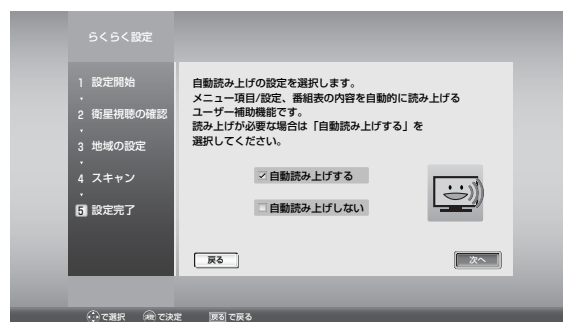 らくらく設定
1 設定開始
2 衛星視聴の確認
3 地域の設定
4 スキャン
5 設定完了
自動読み上げの設定を選択します。
メニュー項目/設定、番組表の内容を自動的に読み上げる
ユーザー補助機能です。
読み上げが必要な場合は「自動読み上げする」を
選択してください。
自動読み上げする
自動読み上げしない
戻る
次へ
で選択 決定 で決定 戻る で戻る